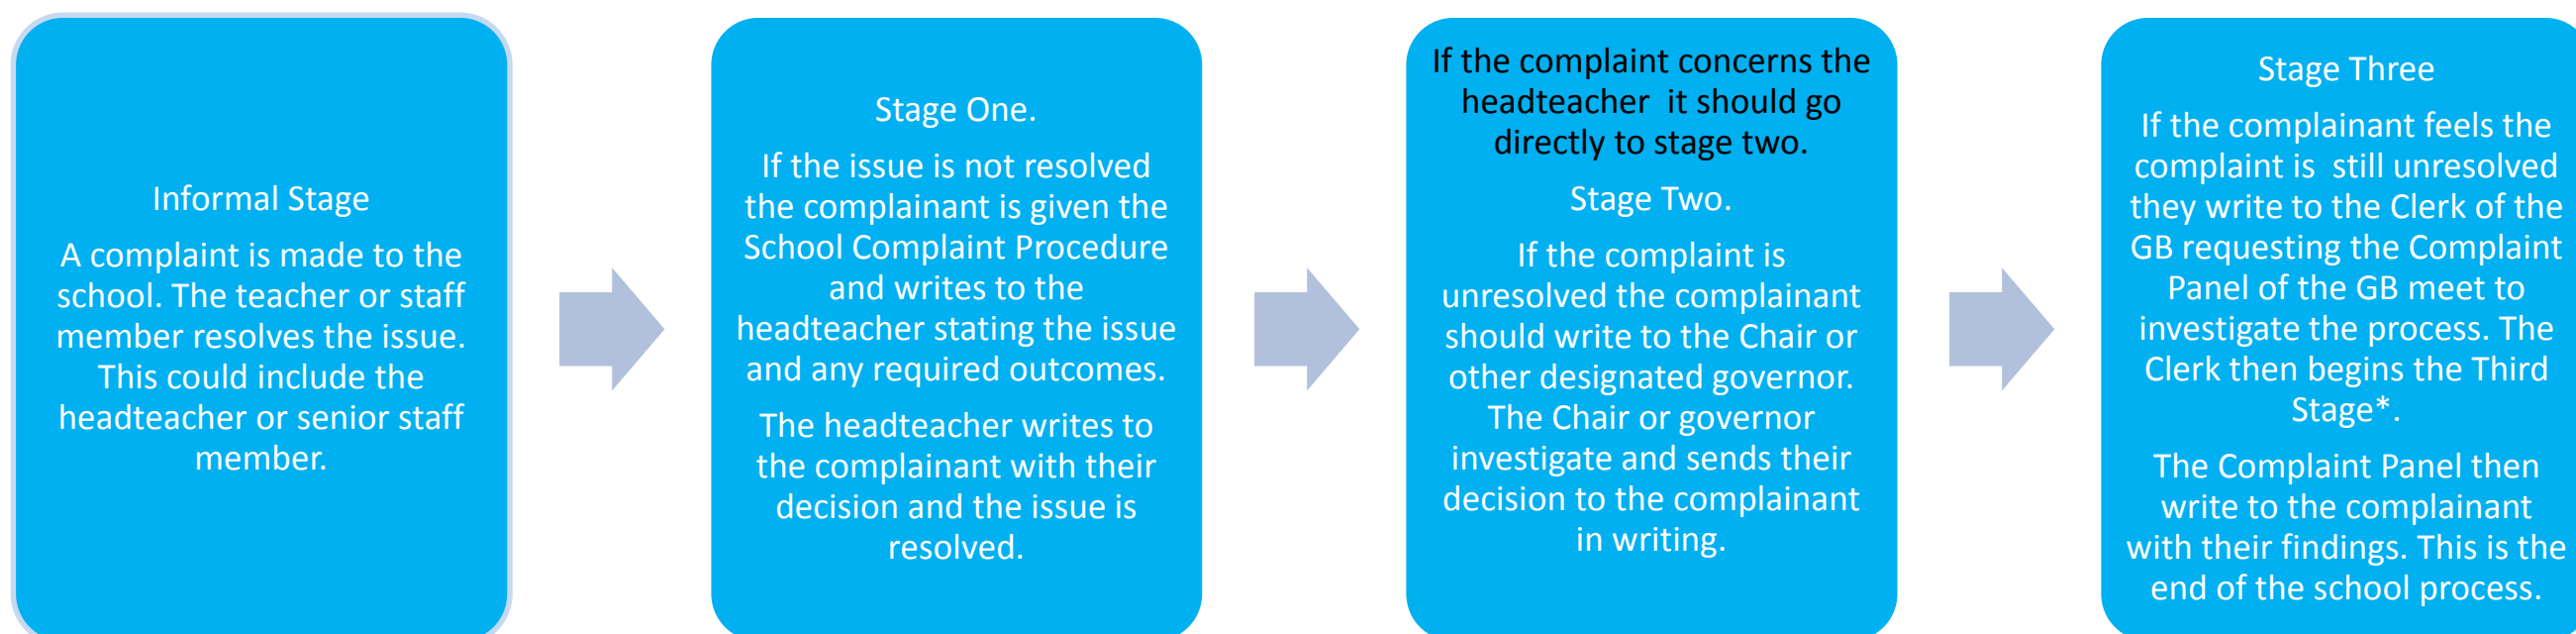 Informal Stage
A complaint is made to the
school. The teacher or staff
member resolves the issue.
This could include the
headteacher or senior staff
member.
Stage One.
If the issue is not resolved
the complainant is given the
School Complaint Procedure
and writes to the
headteacher stating the issue
and any required outcomes.
The headteacher writes to
the complainant with their
decision and the issue is
resolved.
If the complaint concerns the
headteacher it should go
directly to stage two.
Stage Two.
If the complaint is
unresolved the complainant
should write to the Chair or
other designated governor.
The Chair or governor
investigate and sends their
decision to the complainant
in writing.
Stage Three
If the complainant feels the
complaint is still unresolved
they write to the Clerk of the
GB requesting the Complaint
Panel of the GB meet to
investigate the process. The
Clerk then begins the Third
Stage*.
The Complaint Panel then
write to the complainant
with their findings. This is the
end of the school process.